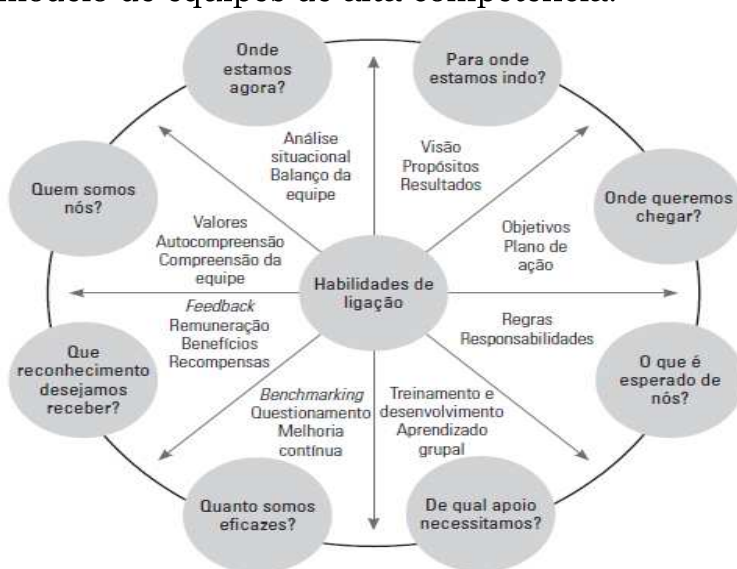 modelo de equipes de alta competência.
Onde
estamos
agora?
Para onde
estamos indo?
Análise
situacional
Balanço da
equipe
Visão
Propósitos
Resultados
Quem somos
nós?
Onde queremos
chegar?
Valores
Autocompreensão
Compreensão da
equipe
Objetivos
Plano de
ação
Habilidades de
ligação
Feedback
Remuneração
Benefícios
Recompensas
Regras
Responsabilidades
Que
reconhecimento
desejamos
receber?
O que é
esperado de
nós?
Benchmarking
Questionamento
Melhoria
contínua
Treinamento e
desenvolvimento
Aprendizado
grupal
Quanto somos
eficazes?
De qual apoio
necessitamos?